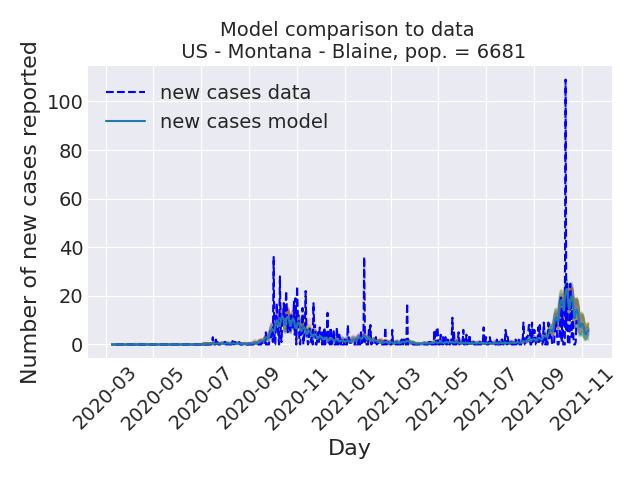 Model comparison to data
US - Montana - Blaine, pop. = 6681
Number of new cases reported
new cases data
new cases model
100
80
60
40
20
0
2020-03
2020-05
2020-07
2020-09
2020-11
2021-01
2021-03
2021-05
2021-07
2021-09
2021-11
Day